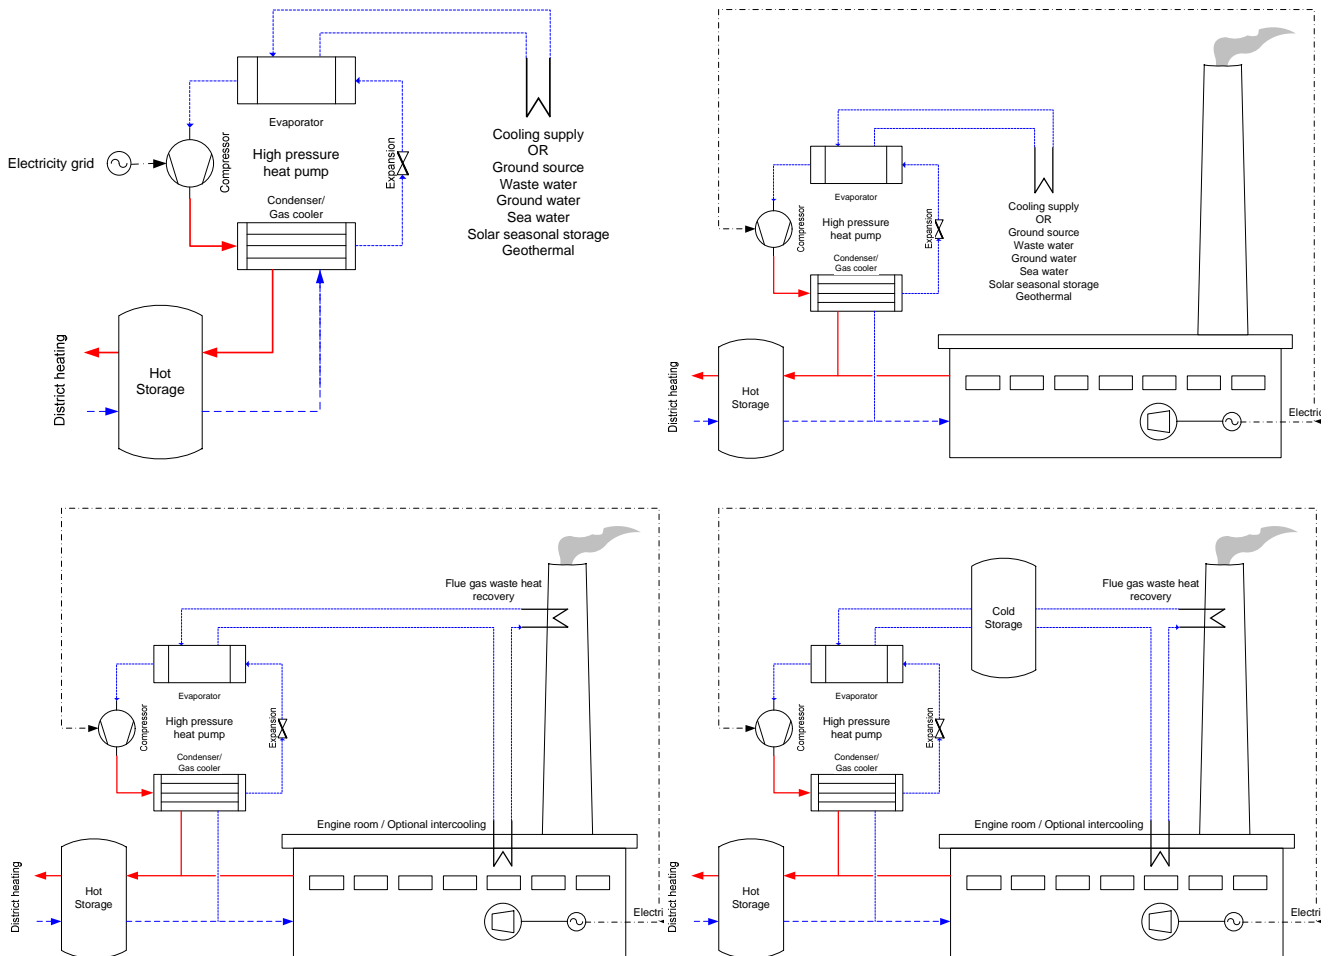 Evaporator
Electricity grid
Compressor
High pressure
heat pump
Expansion
Condenser/
Gas cooler
Cooling supply
OR
Ground source
Waste water
Ground water
Sea water
Solar seasonal storage
Geothermal
District heating
Hot
Storage
Evaporator
Compressor
High pressure
heat pump
Expansion
Condenser/
Gas cooler
Cooling supply
OR
Ground source
Waste water
Ground water
Sea water
Solar seasonal storage
Geothermal
District heating
Hot
Storage
Electric
Flue gas waste heat
recovery
Evaporator
Compressor
High pressure
heat pump
Expansion
Condenser/
Gas cooler
Engine room / Optional intercooling
District heating
Hot
Storage
Electric
Flue gas waste heat
recovery
Cold
Storage
Evaporator
Compressor
High pressure
heat pump
Expansion
Condenser/
Gas cooler
Engine room / Optional intercooling
District heating
Hot
Storage
Electric